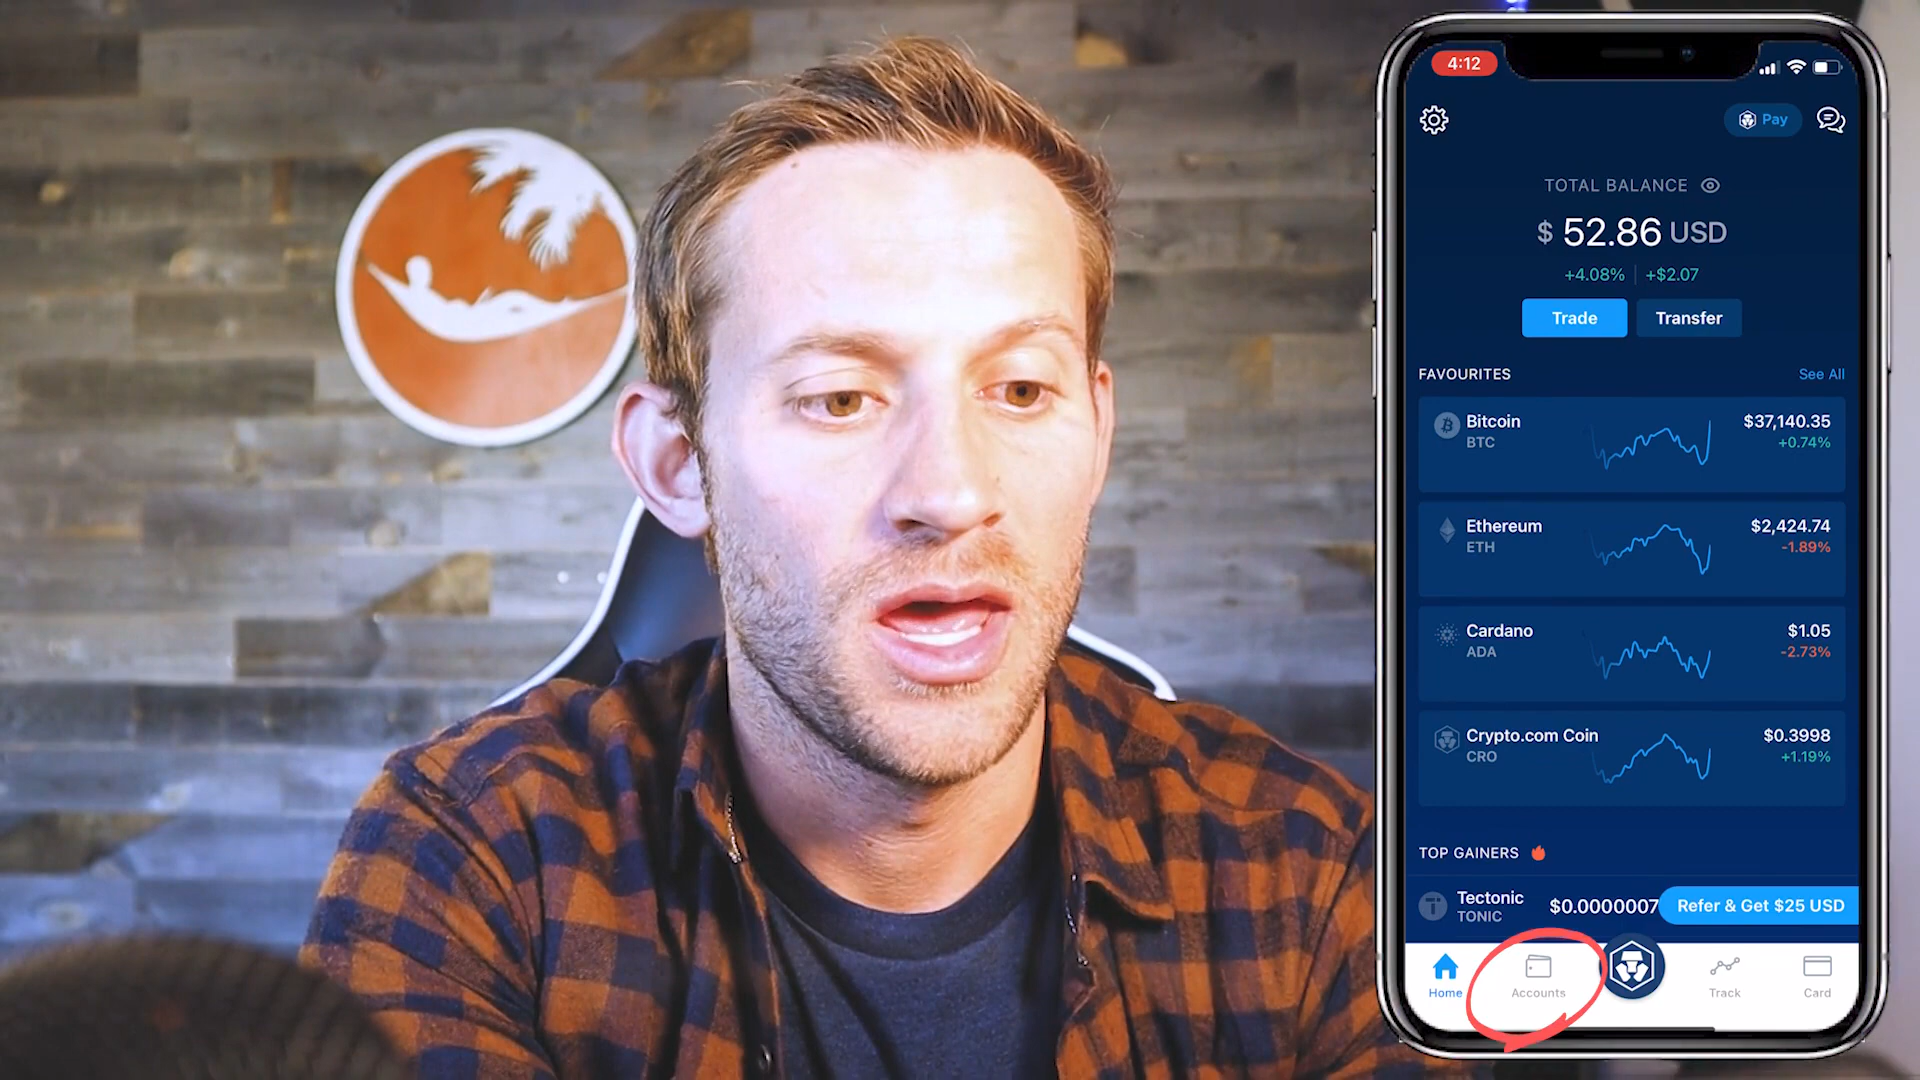 4:12
Pay
TOTAL BALANCE
$ 52.86 USD
+4.08% +$2.07
Trade Transfer
FAVOURITES See All
Bitcoin $37,140.35
BTC +0.74%
Ethereum $2,424.74
ETH -1.89%
Cardano $1.05
ADA -2.73%
Crypto.com Coin $0.3998
CRO +1.19%
TOP GAINERS
Tectonic $0.0000007 Refer & Get $25 USD
TONIC
Home Accounts Track Card